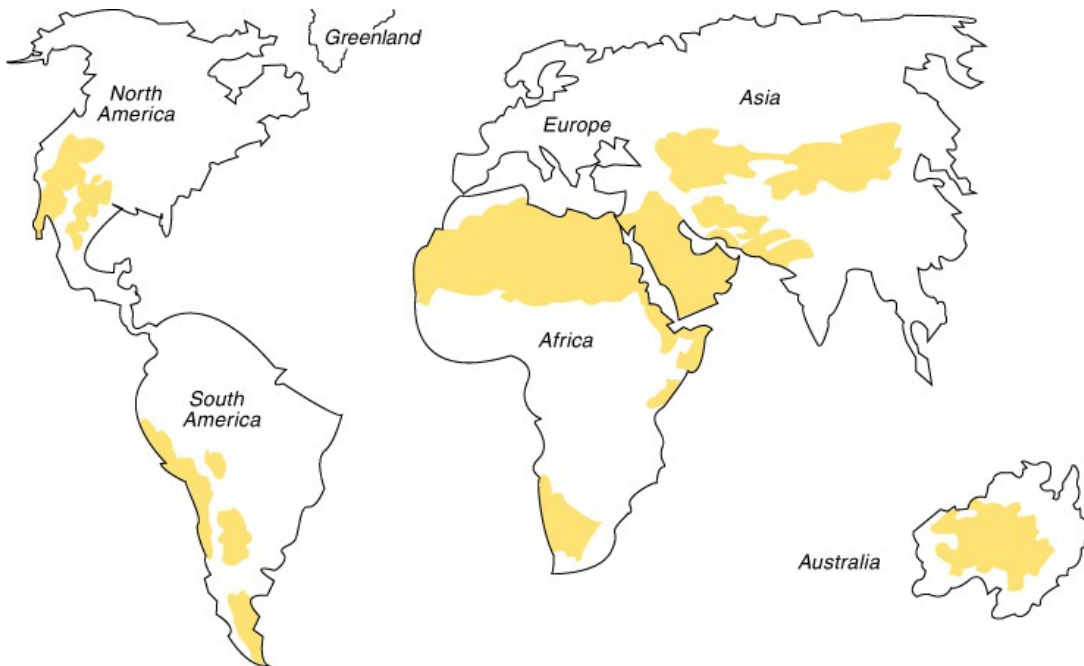 Greenland
North
America
Asia
Europe
Africa
South
America
Australia